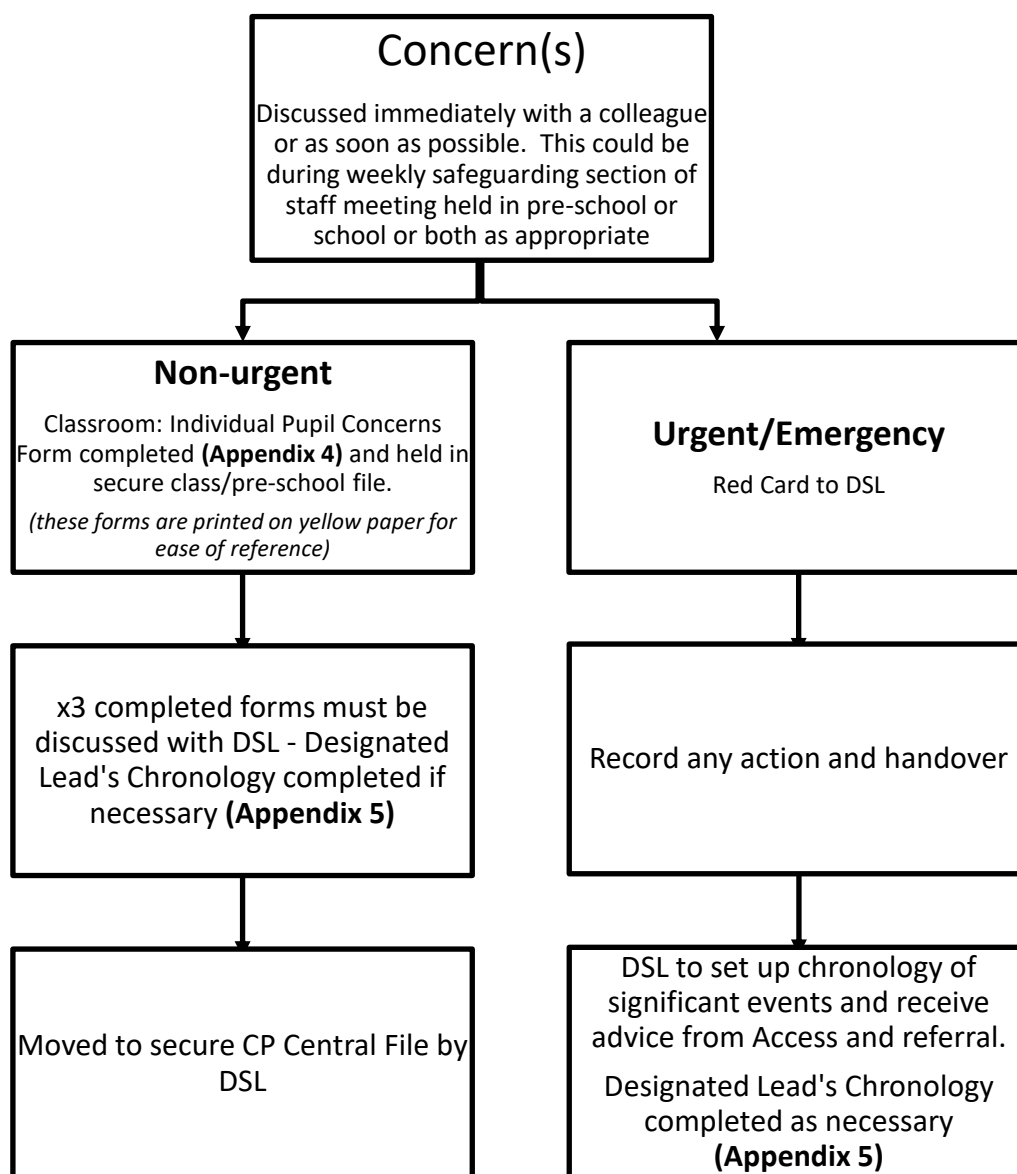 Concern(s)
Discussed immediately with a colleague
or as soon as possible.  This could be
during weekly safeguarding section of
staff meeting held in pre-school or
school or both as appropriate
Non-urgent
Classroom: Individual Pupil Concerns
Form completed (Appendix 4) and held in
secure class/pre-school file.
(these forms are printed on yellow paper for
ease of reference)
x3 completed forms must be
discussed with DSL - Designated
Lead's Chronology completed if
necessary (Appendix 5)
Moved to secure CP Central File by
DSL
Urgent/Emergency
Red Card to DSL
Record any action and handover
DSL to set up chronology of
significant events and receive
advice from Access and referral.
Designated Lead's Chronology
completed as necessary
(Appendix 5)